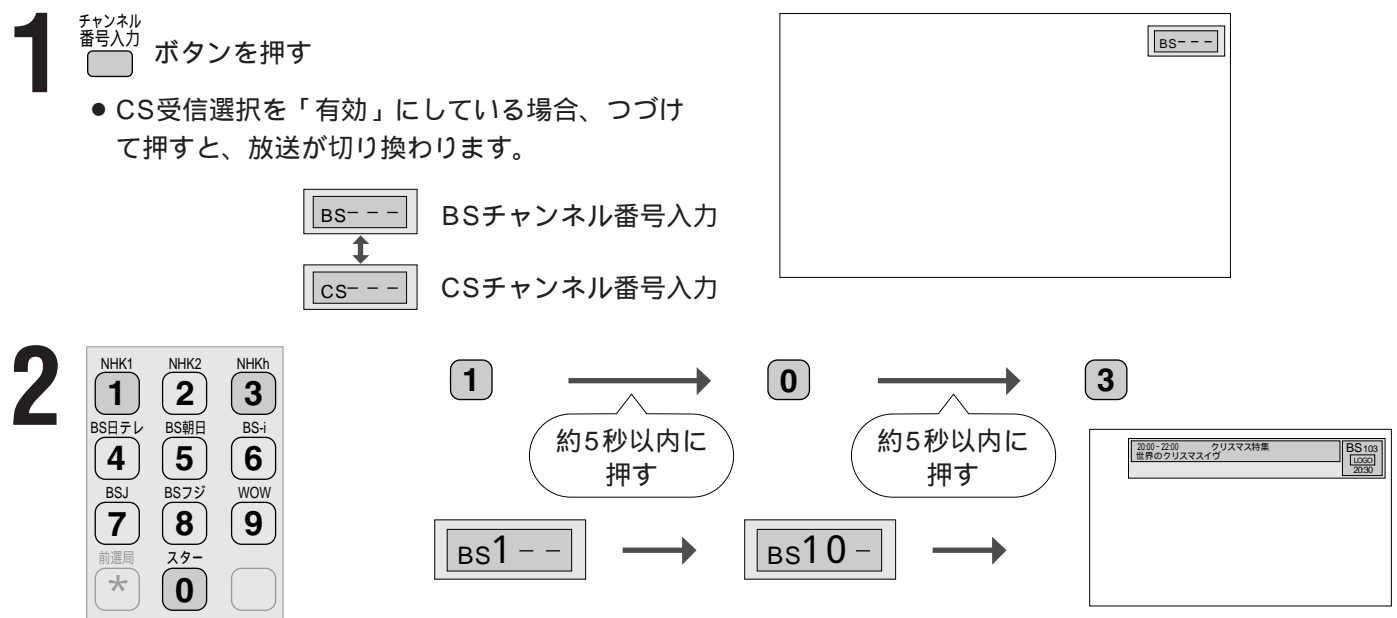 1
チャンネル
番号入力
ボタンを押す
● CS受信選択を「有効」にしている場合、つづけ
て押すと、放送が切り換わります。
BS– – –
BSチャンネル番号入力
CS– – –
CSチャンネル番号入力
BS– – –
2
NHK1 NHK2 NHKh
1 2 3
BS日テレ BS朝日 BS-i
4 5 6
BSJ BSフジ WOW
7 8 9
前選局 スター
* 0
1 0 3
約5秒以内に
押す
約5秒以内に
押す
BS1 – –
BS10 –
20:00~22:00 クリスマス特集
世界のクリスマスイヴ
BS103
LOGO
20:30